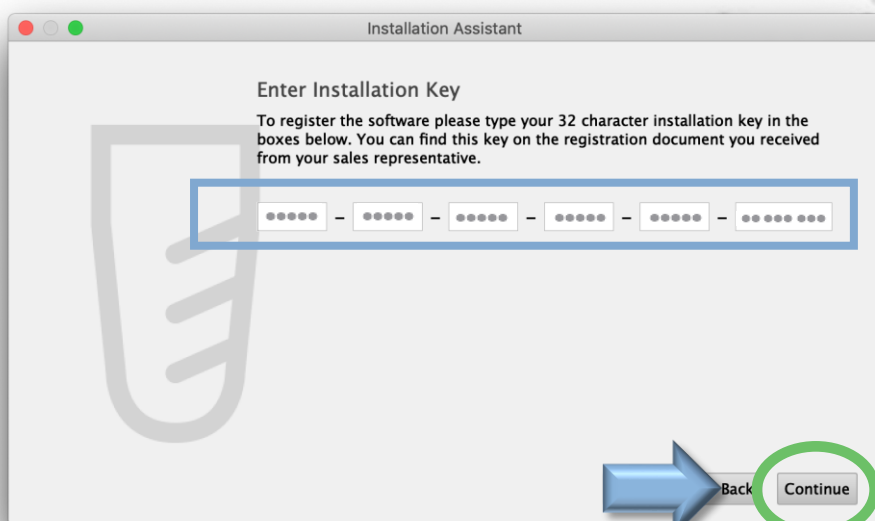 Installation Assistant
Enter Installation Key
To register the software please type your 32 character installation key in the
boxes below. You can find this key on the registration document you received
from your sales representative.
- - - - -
Back Continue